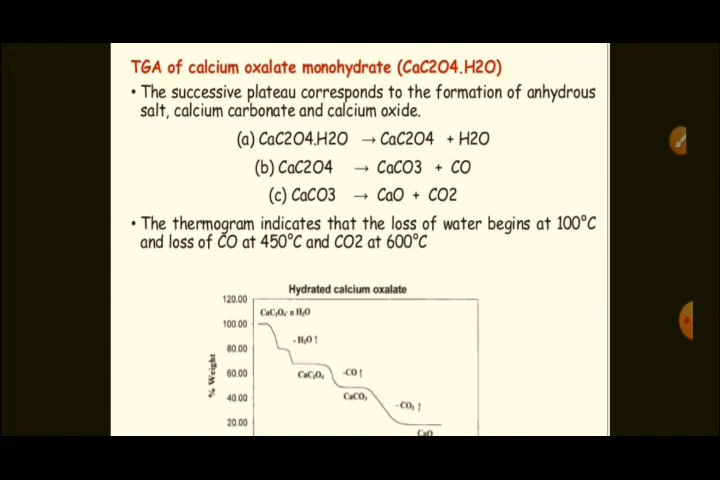 TGA of calcium oxalate monohydrate (CaC2O4.H2O)
• The successive plateau corresponds to the formation of anhydrous
salt, calcium carbonate and calcium oxide.
(a) CaC2O4.H2O → CaC2O4 + H2O
(b) CaC2O4 → CaCO3 + CO
(c) CaCO3 → CaO + CO2
• The thermogram indicates that the loss of water begins at 100°C
and loss of CO at 450°C and CO2 at 600°C
Hydrated calcium oxalate
120.00
CaC₂O₄· n H₂O
100.00
- H₂O ↑
80.00
60.00
CaC₂O₄
-CO ↑
% Weight
40.00
CaCO₃
-CO₂ ↑
20.00
CaO